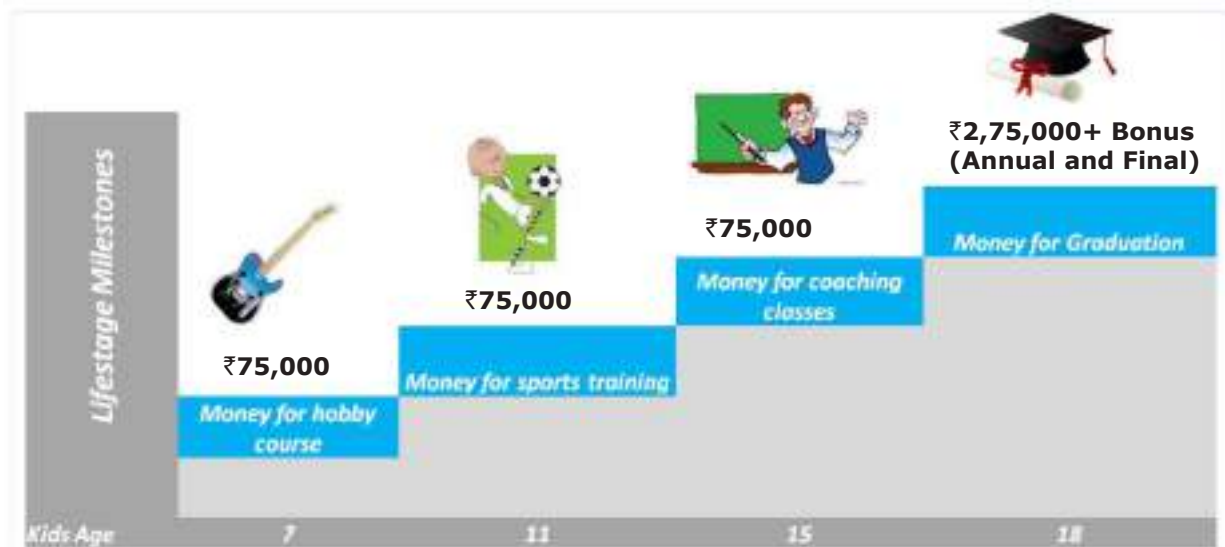 Lifestage Milestones
₹75,000
Money for hobby
course
₹75,000
Money for sports training
₹75,000
Money for coaching
classes
₹2,75,000+ Bonus
(Annual and Final)
Money for Graduation
Kids Age 7 11 15 18